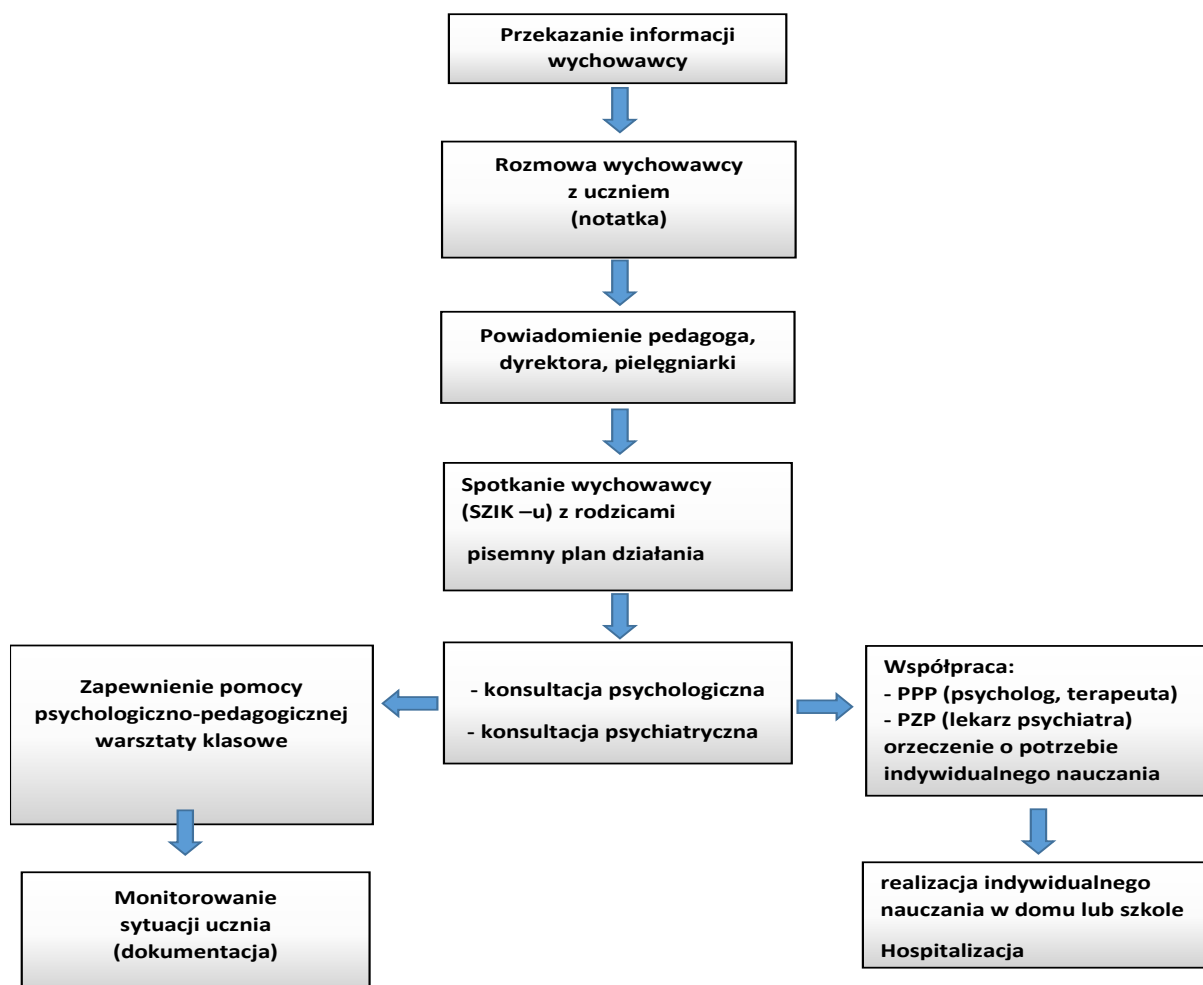 Przekazanie informacji
wychowawcy
Rozmowa wychowawcy
z uczniem
(notatka)
Powiadomienie pedagoga,
dyrektora, pielęgniarki
Spotkanie wychowawcy
(SZIK –u) z rodzicami
pisemny plan działania
- konsultacja psychologiczna
- konsultacja psychiatryczna
Zapewnienie pomocy
psychologiczno-pedagogicznej
warsztaty klasowe
Monitorowanie
sytuacji ucznia
(dokumentacja)
Współpraca:
- PPP (psycholog, terapeuta)
- PZP (lekarz psychiatra)
orzeczenie o potrzebie
indywidualnego nauczania
realizacja indywidualnego
nauczania w domu lub szkole
Hospitalizacja